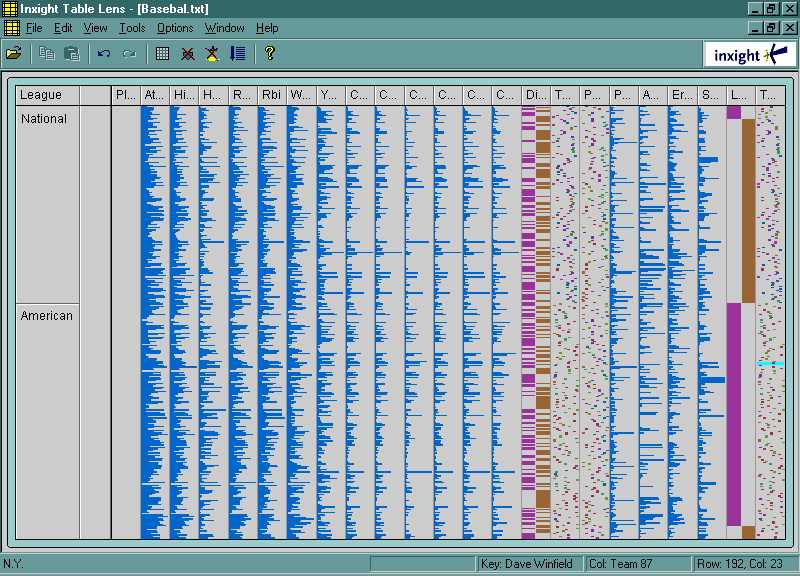 Inxight Table Lens - [Basebal.txt]
File Edit View Tools Options Window Help
inxight
League Pl... At... Hi... H... R... Rbi W... Y... C... C... C... C... C... C... Di... T... P... P... A... Er... S... L... T...
National
American
N.Y. Key: Dave Winfield Col: Team 87 Row: 192, Col: 23